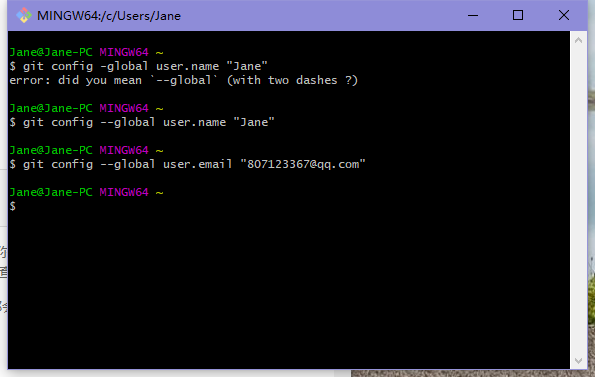 MINGW64:/c/Users/Jane
Jane@Jane-PC MINGW64 ~
$ git config -global user.name "Jane"
error: did you mean `--global` (with two dashes ?)
Jane@Jane-PC MINGW64 ~
$ git config --global user.name "Jane"
Jane@Jane-PC MINGW64 ~
$ git config --global user.email "807123367@qq.com"
Jane@Jane-PC MINGW64 ~
$